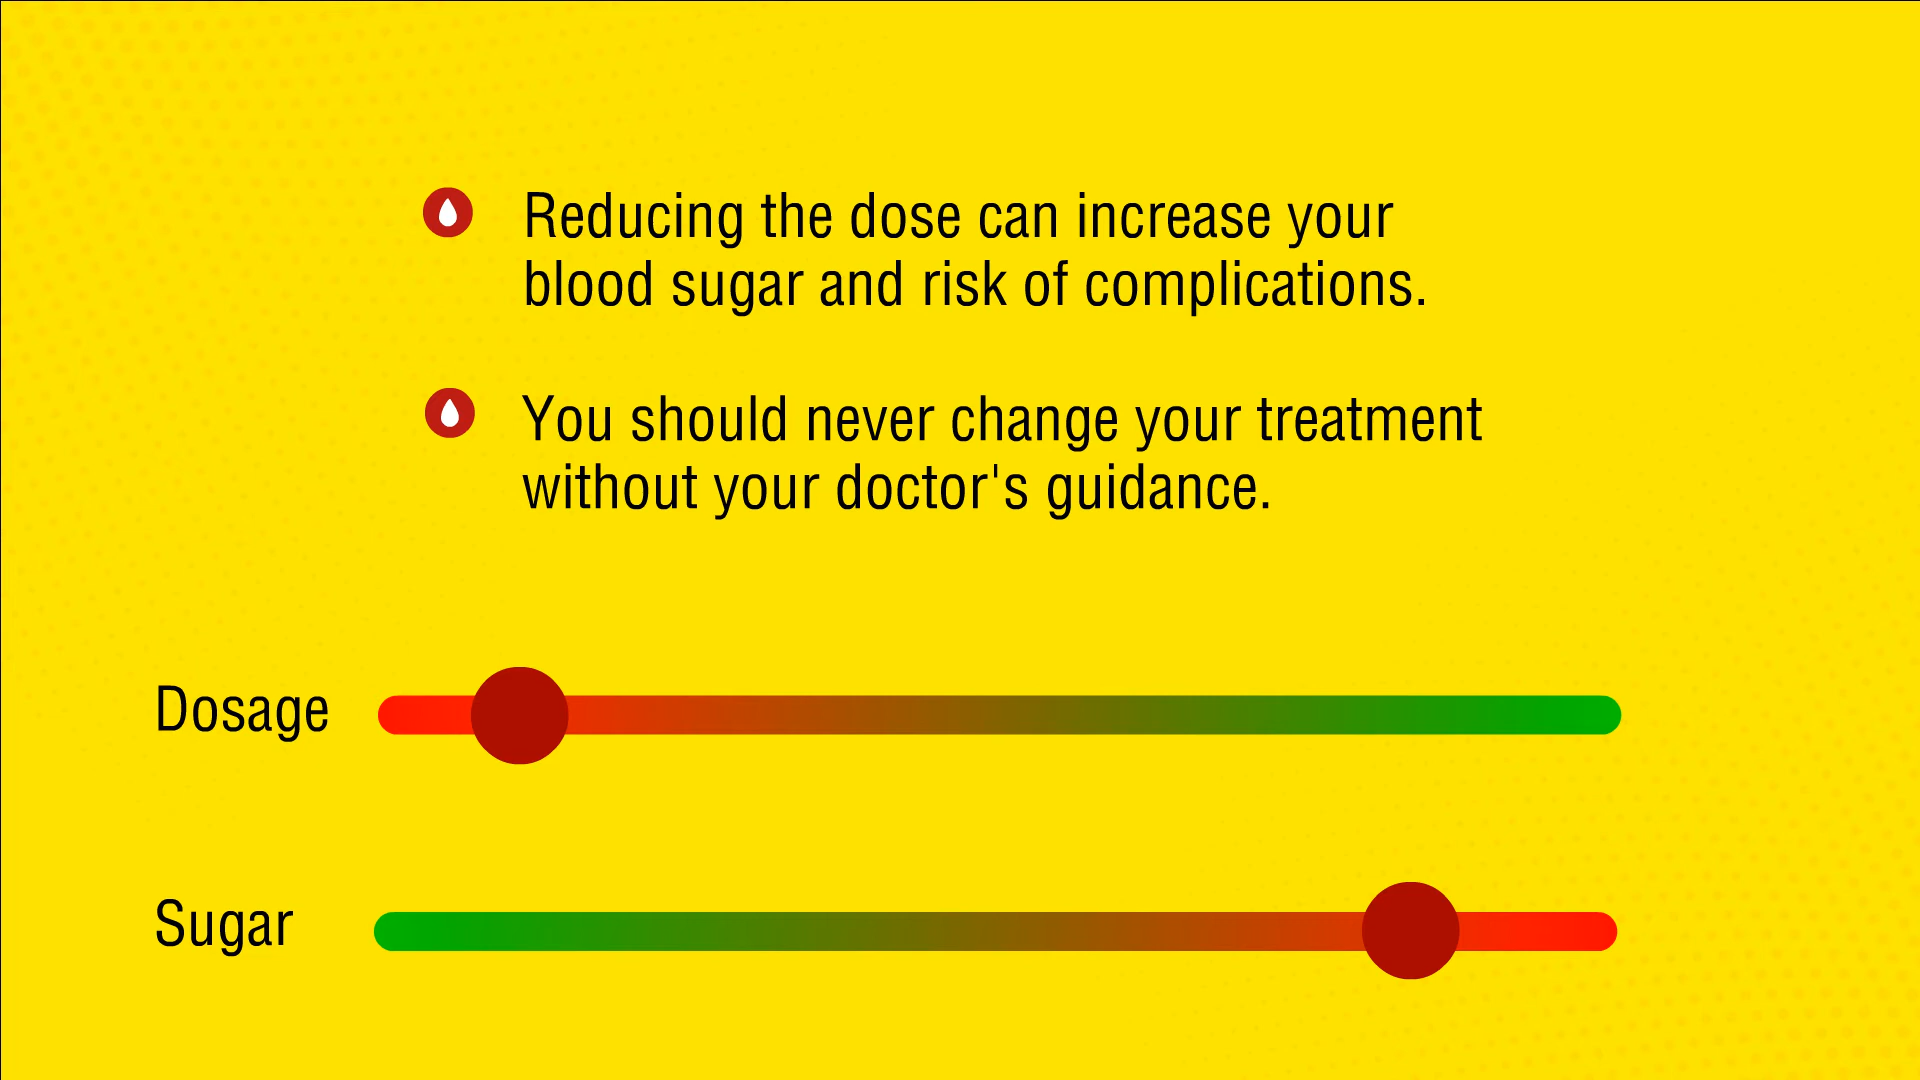 Reducing the dose can increase your
blood sugar and risk of complications.
You should never change your treatment
without your doctor's guidance.
Dosage
Sugar